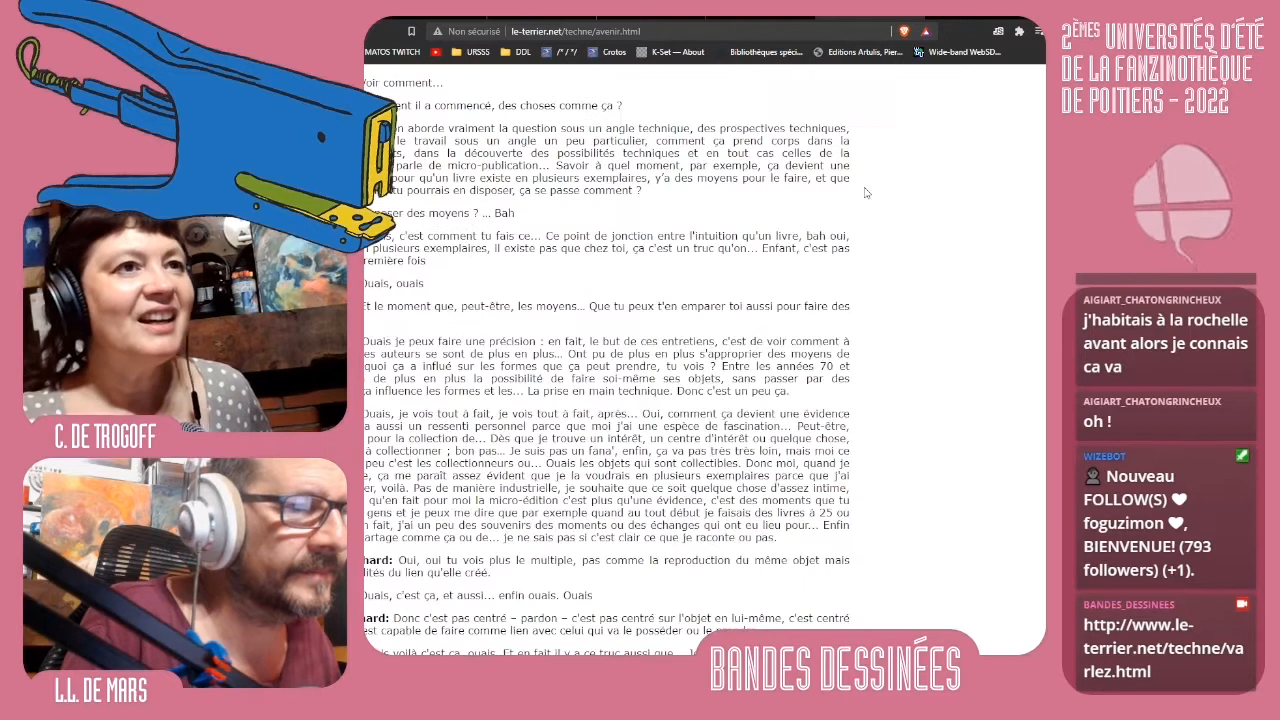 Non sécurisé
le-terrier.net/techne/avenir.html
MATOS TWITCH
URSSS
DDL
/*°/*/
Crotos
K-Set — About
Bibliothèques spéci...
Editions Artulis, Pier...
Wide-band WebSD...
oir comment…
ent il a commencé, des choses comme ça ?
n aborde vraiment la question sous un angle technique, des prospectives techniques,
le travail sous un angle un peu particulier, comment ça prend corps dans la
s, dans la découverte des possibilités techniques et en tout cas celles de la
parle de micro-publication… Savoir à quel moment, par exemple, ça devient une
pour qu'un livre existe en plusieurs exemplaires, y'a des moyens pour le faire, et que
tu pourrais en disposer, ça se passe comment ?
oser des moyens ? ... Bah
s, c'est comment tu fais ce… Ce point de jonction entre l'intuition qu'un livre, bah oui,
n plusieurs exemplaires, Il existe pas que chez toi, ça c'est un truc qu'on… Enfant, c'est pas
remière fois
Ouais, ouais
Et le moment que, peut-être, les moyens... Que tu peux t'en emparer toi aussi pour faire des
Ouais je peux faire une précision : en fait, le but de ces entretiens, c'est de voir comment à
es auteurs se sont de plus en plus… Ont pu de plus en plus s'approprier des moyens de
quoi ça a influé sur les formes que ça peut prendre, tu vois ? Entre les années 70 et
de plus en plus la possibilité de faire soi-même ses objets, sans passer par des
a influence les formes et les… La prise en main technique. Donc c'est un peu ça.
Ouais, je vois tout à fait, je vois tout à fait, après… Oui, comment ça devient une évidence
a aussi un ressenti personnel parce que moi j'ai une espèce de fascination… Peut-être,
pour la collection de… Dès que je trouve un intérêt, un centre d'intérêt ou quelque chose,
à collectionner ; bon pas... Je suis pas un fana', enfin, ça va pas très très loin, mais moi ce
peu c'est les collectionneurs ou… Ouais les objets qui sont collectibles. Donc moi, quand je
e, ça me paraît assez évident que je la voudrais en plusieurs exemplaires parce que j'ai
er, voilà. Pas de manière industrielle, je souhaite que ce soit quelque chose d'assez intime,
qu'en fait pour moi la micro-édition c'est plus qu'une évidence, c'est des moments que tu
gens et je peux me dire que par exemple quand au tout début je faisais des livres à 25 ou
n fait, j'ai un peu des souvenirs des moments ou des échanges qui ont eu lieu pour… Enfin
artage comme ça ou de… je ne sais pas si c'est clair ce que je raconte ou pas.
hard: Oui, oui tu vois plus le multiple, pas comme la reproduction du même objet mais
lités du lien qu'elle créé.
Ouais, c'est ça, et aussi… enfin ouais. Ouais
ard: Donc c'est pas centré – pardon – c'est pas centré sur l'objet en lui-même, c'est centré
est capable de faire comme lien avec celui qui va le posséder ou le
is voilà c'est ça, ouais. Et en fait il y a ce truc aussi que
C. DE TROGOFF
L.L. DE MARS
BANDES DESSINÉES
2ÈMES UNIVERSITÉS D'ÉTÉ
DE LA FANZINOTHÈQUE
DE POITIERS - 2022
AIGIART_CHATONGRINCHEUX
j'habitais à la rochelle
avant alors je connais
ca va
AIGIART_CHATONGRINCHEUX
oh !
WIZEBOT
Nouveau
FOLLOW(S)
foguzimon ,
BIENVENUE! (793
followers) (+1).
BANDES_DESSINEES
http://www.le-
terrier.net/techne/va
rlez.html